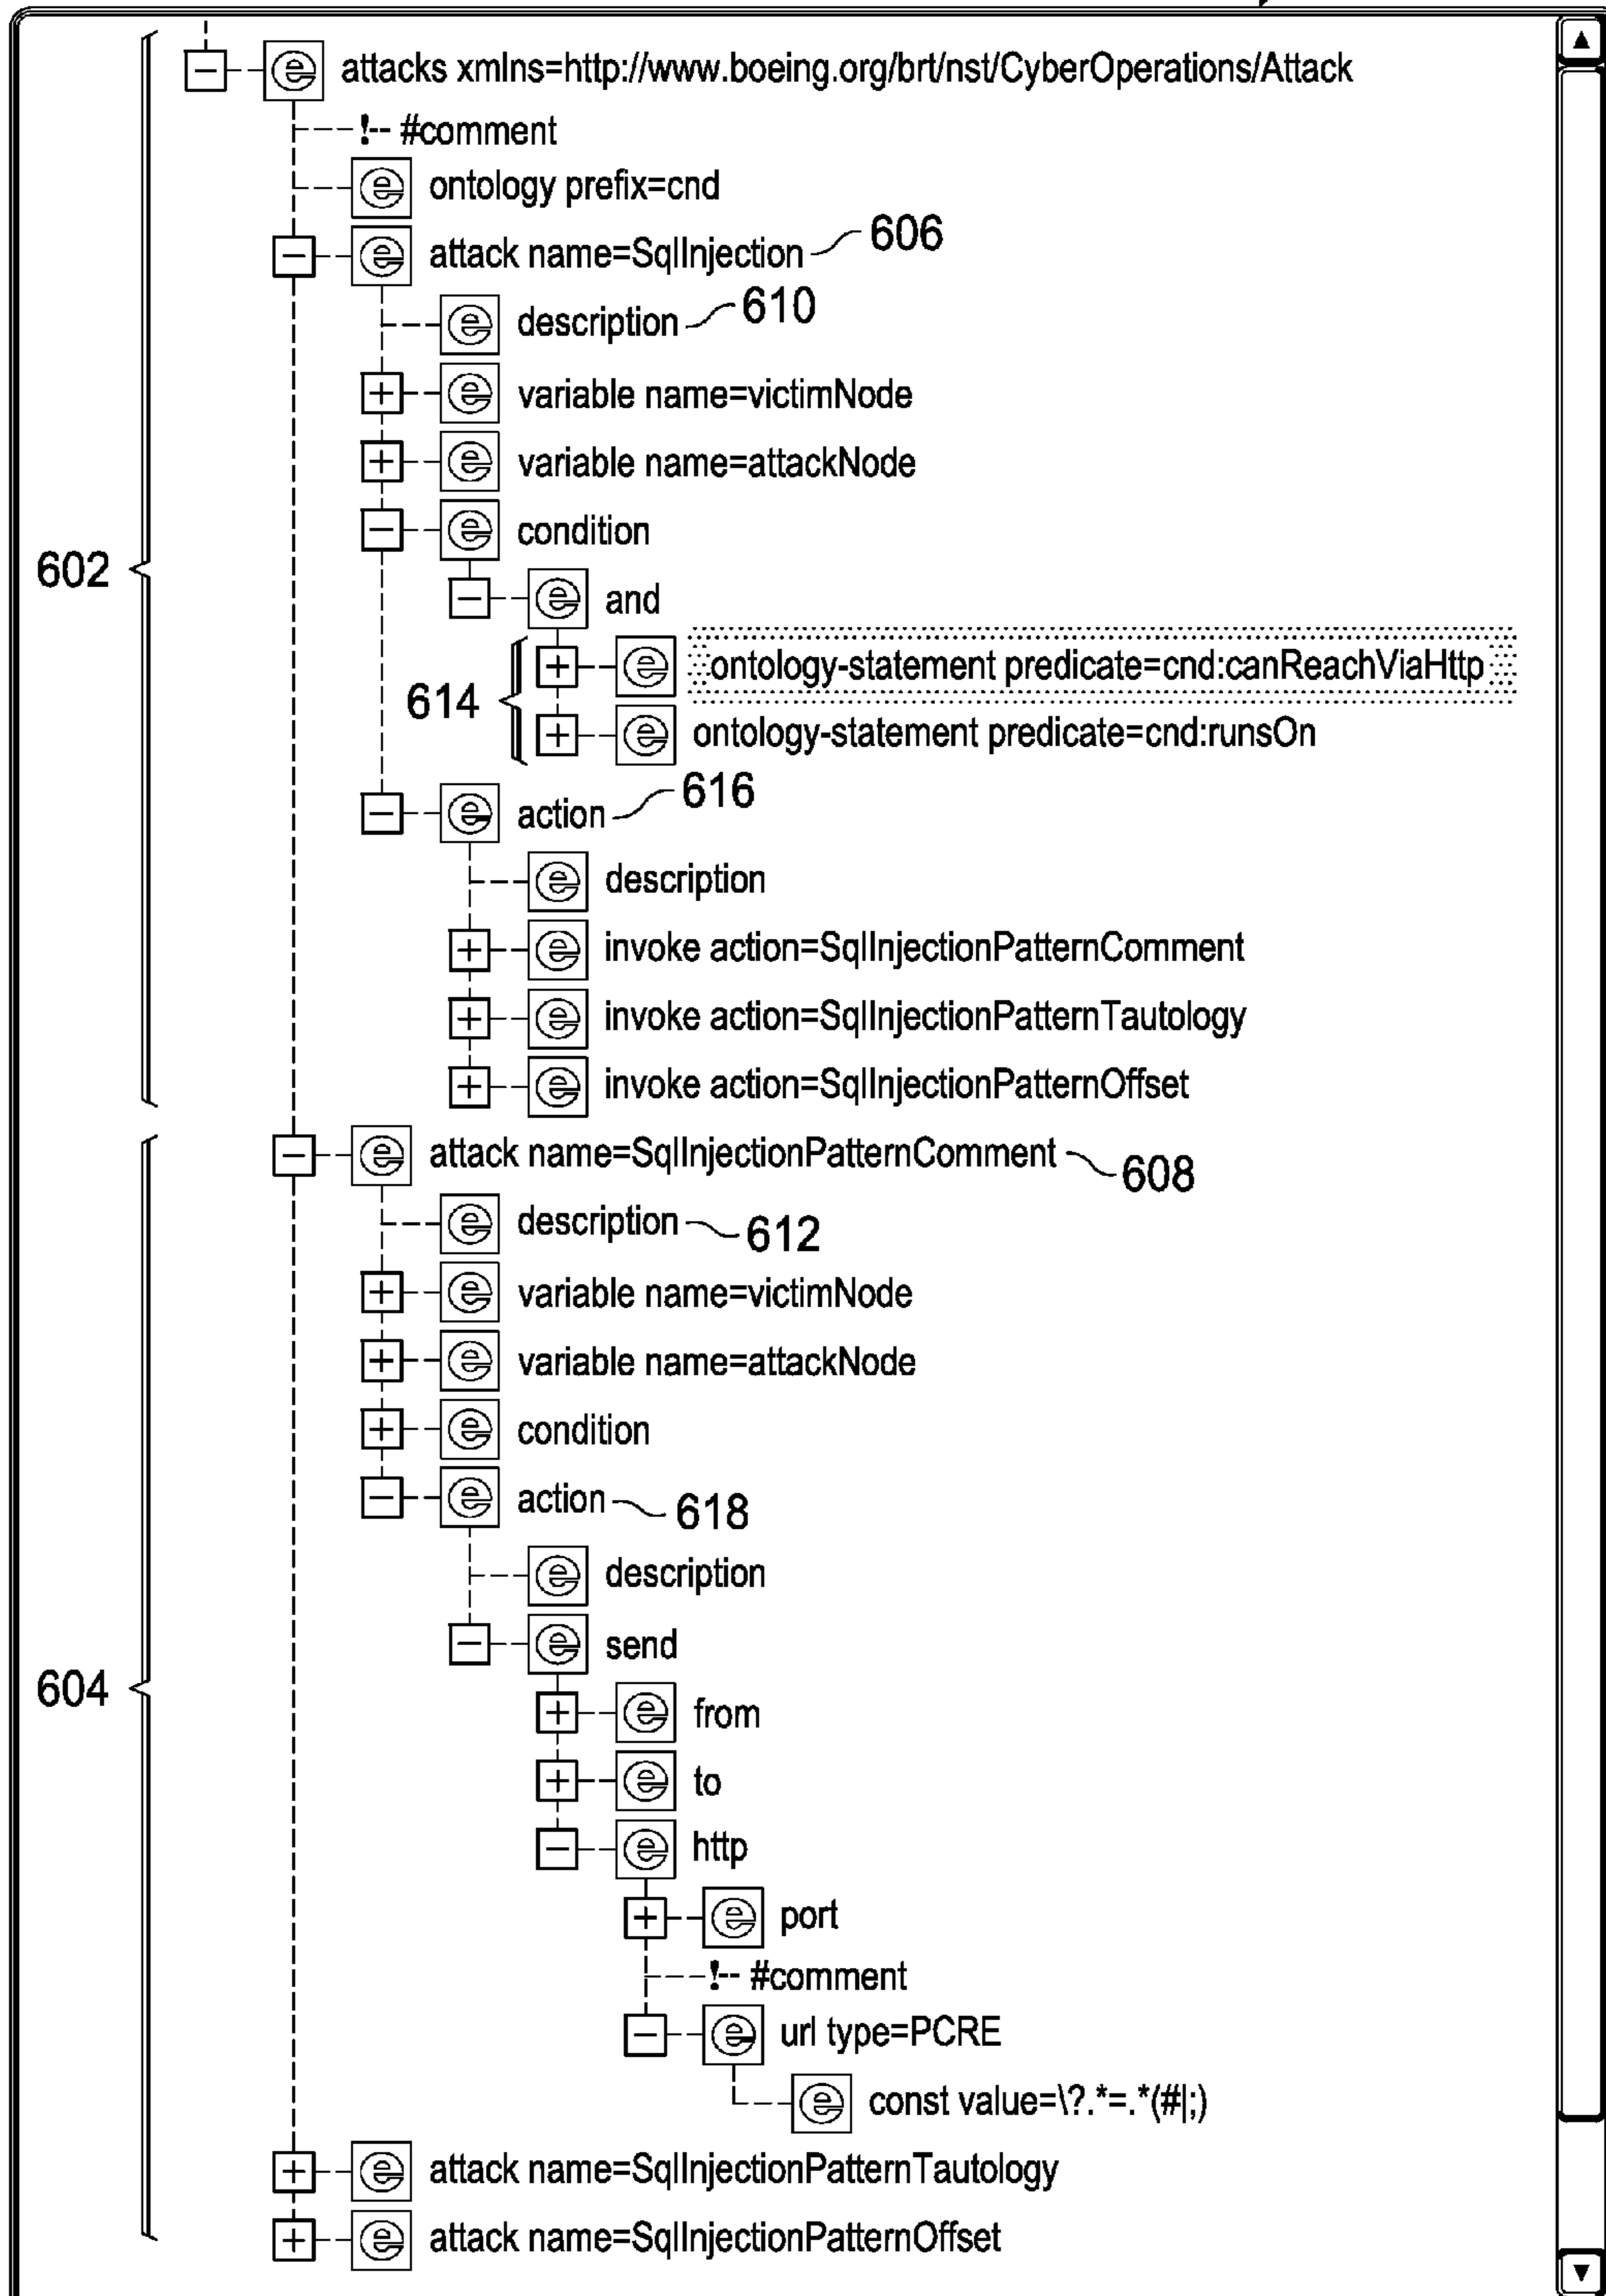 attacks xmlns=http://www.boeing.org/brt/nst/CyberOperations/Attack
!-- #comment
e ontology prefix=cnd
e attack name=SqlInjection 606
e description 610
+ e variable name=victimNode
+ e variable name=attackNode
602
- e condition
- e and
+ e ontology-statement predicate=cnd:canReachViaHttp
614
+ e ontology-statement predicate=cnd:runsOn
- e action 616
e description
+ e invoke action=SqlInjectionPatternComment
+ e invoke action=SqlInjectionPatternTautology
+ e invoke action=SqlInjectionPatternOffset
- e attack name=SqlInjectionPatternComment 608
e description 612
+ e variable name=victimNode
+ e variable name=attackNode
+ e condition
- e action 618
e description
- e send
604
+ e from
+ e to
- e http
+ e port
!-- #comment
- e url type=PCRE
e const value=\?.*=.*(#|;)
+ e attack name=SqlInjectionPatternTautology
+ e attack name=SqlInjectionPatternOffset